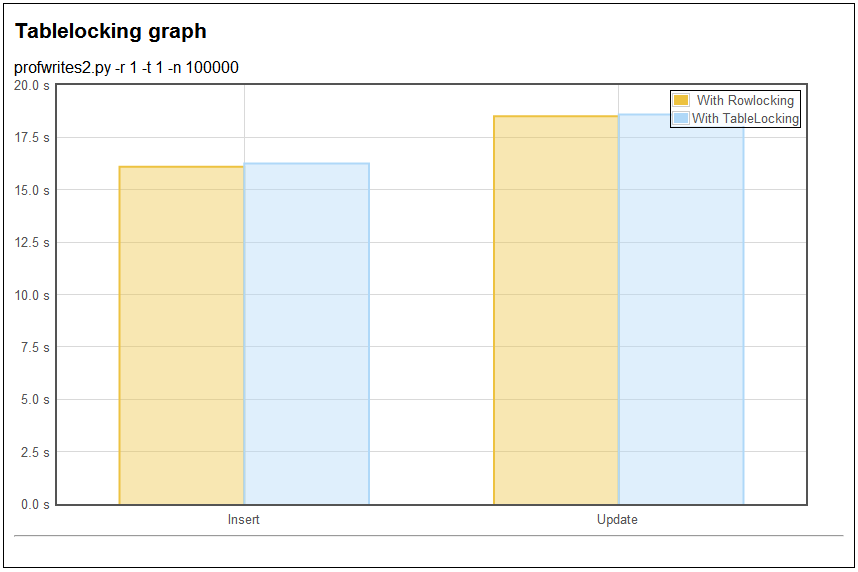 Tablelocking graph
profwrites2.py -r 1 -t 1 -n 100000
20.0 s
With Rowlocking
With TableLocking
17.5 s
15.0 s
12.5 s
10.0 s
7.5 s
5.0 s
2.5 s
0.0 s
Insert Update